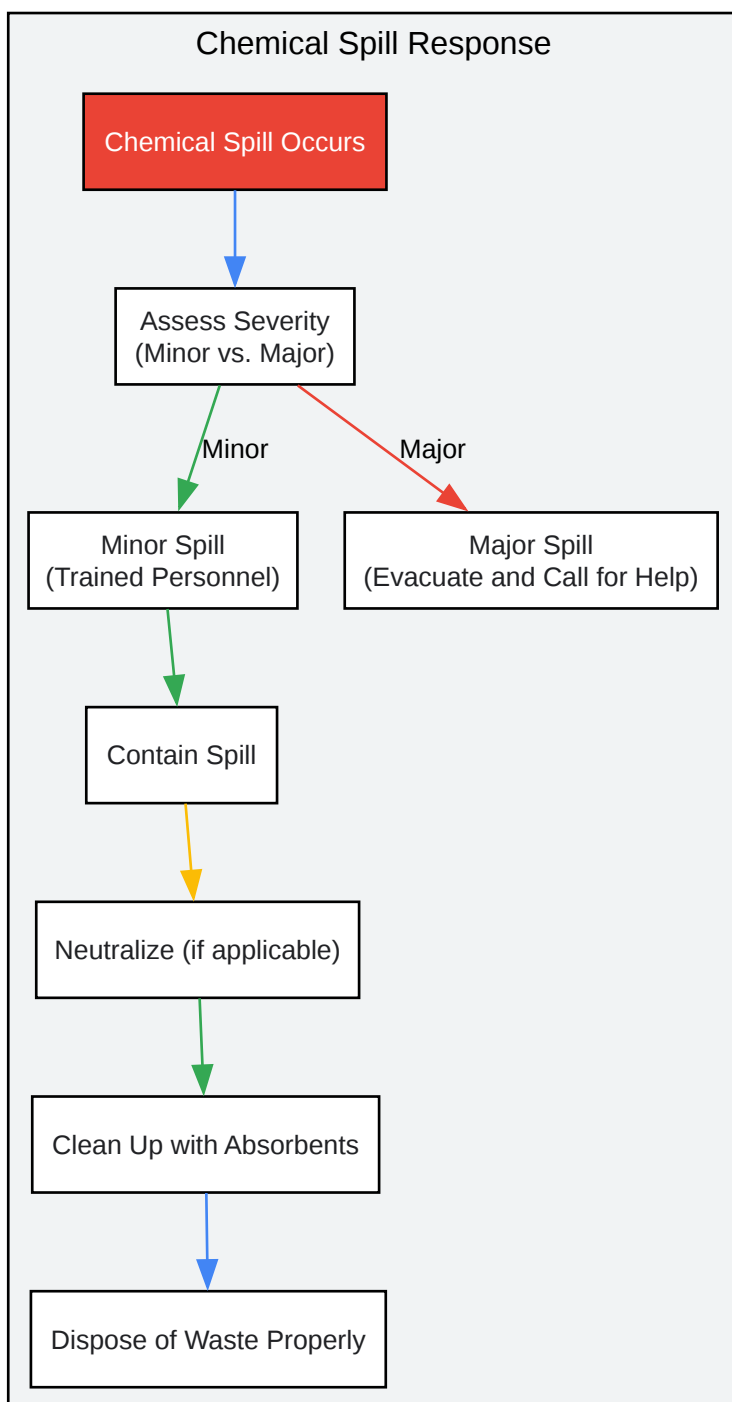 Chemical Spill Response
Chemical Spill Occurs
Assess Severity
(Minor vs. Major)
Minor
Major
Minor Spill
(Trained Personnel)
Major Spill
(Evacuate and Call for Help)
Contain Spill
Neutralize (if applicable)
Clean Up with Absorbents
Dispose of Waste Properly